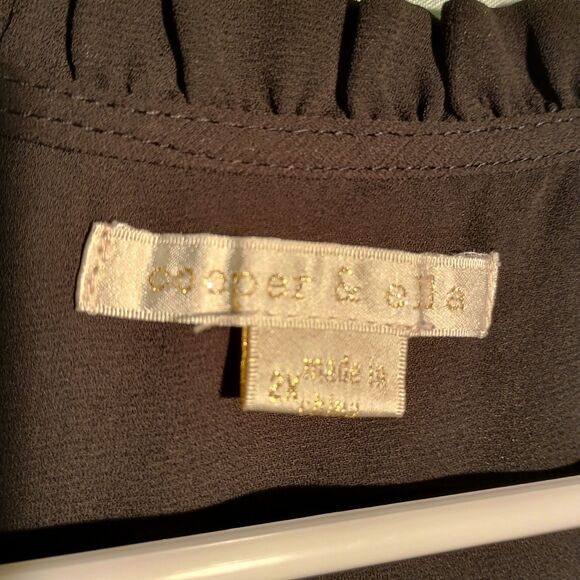 cooper & ella
2X made in
china